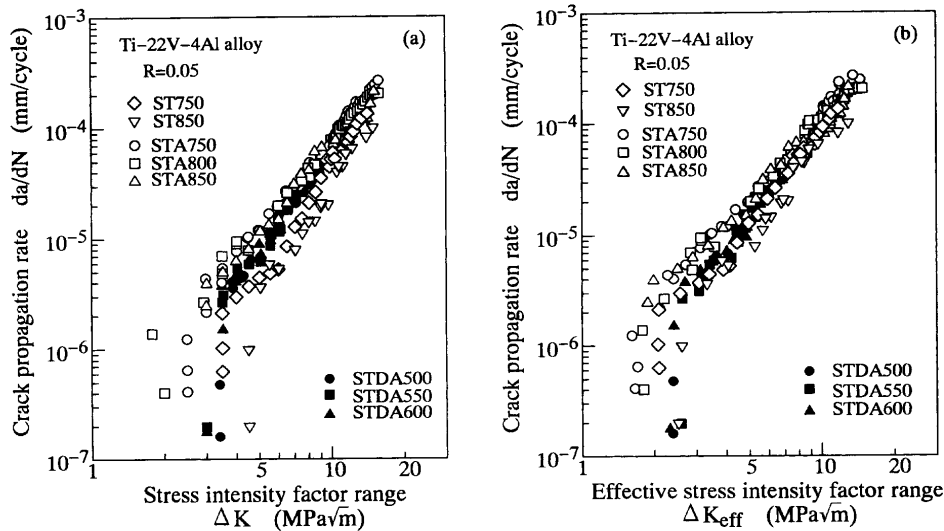 (a)
Ti−22V−4Al alloy
R=0.05
ST750
ST850
STA750
STA800
STA850
STDA500
STDA550
STDA600
Crack propagation rate da/dN (mm/cycle)
10⁻³
10⁻⁴
10⁻⁵
10⁻⁶
10⁻⁷
1 5 10 20
Stress intensity factor range
ΔK (MPa√m)
(b)
Ti−22V−4Al alloy
R=0.05
ST750
ST850
STA750
STA800
STA850
STDA500
STDA550
STDA600
Crack propagation rate da/dN (mm/cycle)
10⁻³
10⁻⁴
10⁻⁵
10⁻⁶
10⁻⁷
1 5 10 20
Effective stress intensity factor range
ΔKeff (MPa√m)